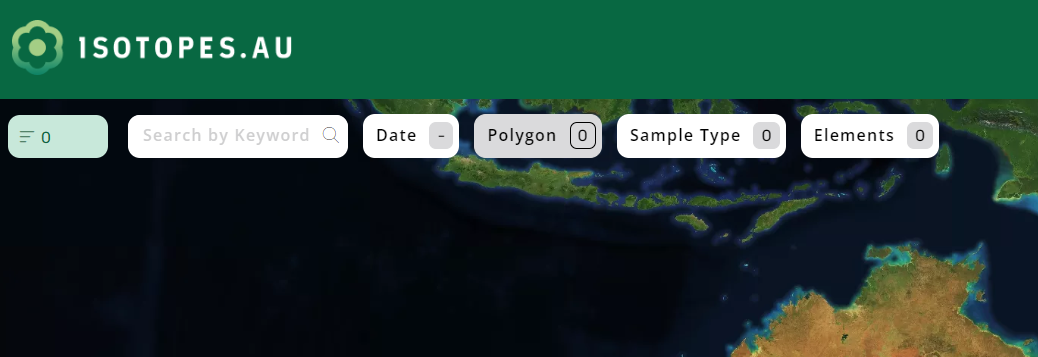 ISOTOPES.AU
0 Search by Keyword Date - Polygon 0 Sample Type 0 Elements 0